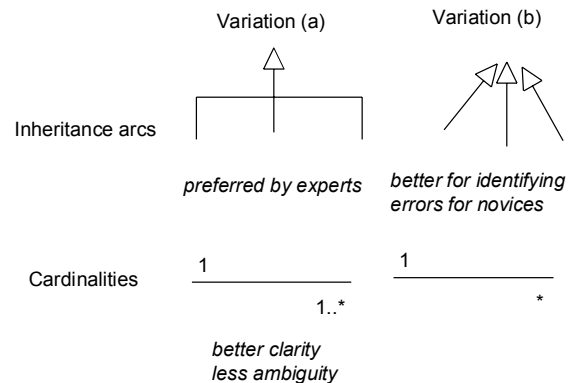 Variation (a)
Variation (b)
Inheritance arcs
preferred by experts
better for identifying
errors for novices
Cardinalities
1
1..*
1
*
better clarity
less ambiguity